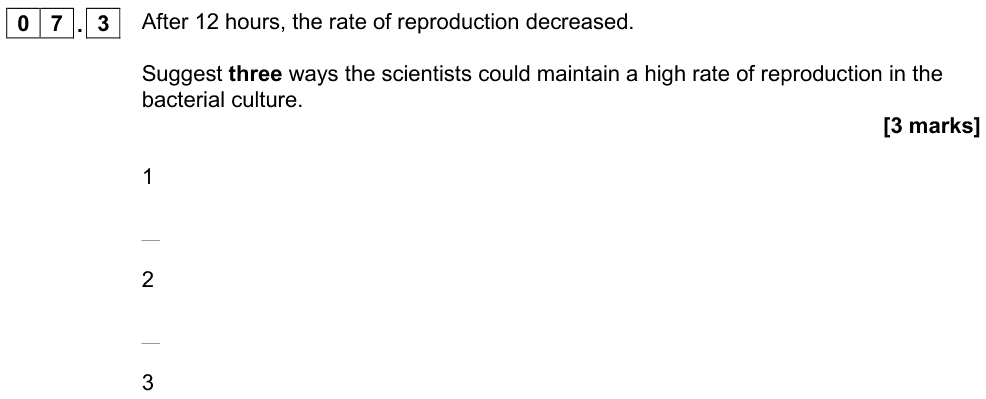 0 7 . 3 After 12 hours, the rate of reproduction decreased.
Suggest three ways the scientists could maintain a high rate of reproduction in the
bacterial culture.
[3 marks]
1
2
3